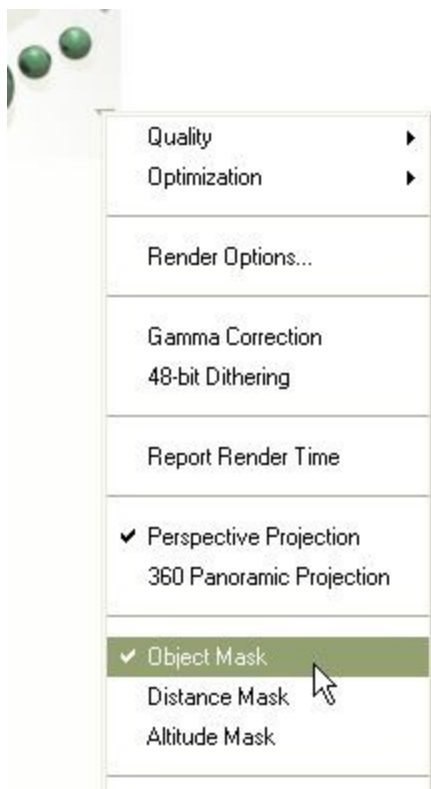 Quality
Optimization
Render Options...
Gamma Correction
48-bit Dithering
Report Render Time
Perspective Projection
360 Panoramic Projection
Object Mask
Distance Mask
Altitude Mask